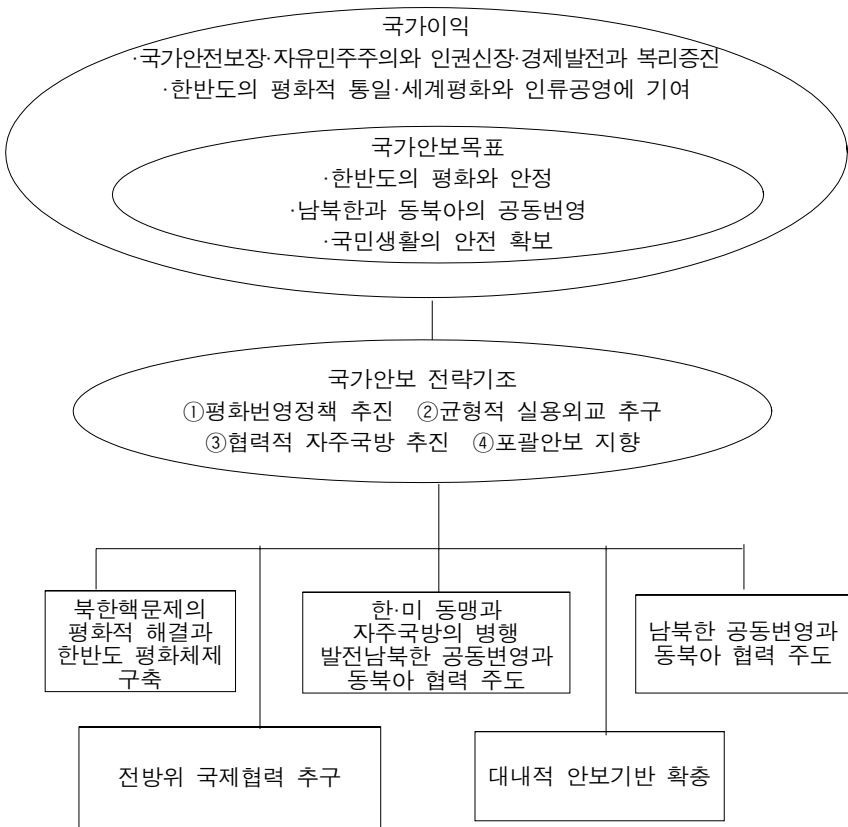 국가이익
·국가안전보장·자유민주주의와 인권신장·경제발전과 복리증진
·한반도의 평화적 통일·세계평화와 인류공영에 기여
국가안보목표
·한반도의 평화와 안정
·남북한과 동북아의 공동번영
·국민생활의 안전 확보
국가안보 전략기조
①평화번영정책 추진 ②균형적 실용외교 추구
③협력적 자주국방 추진 ④포괄안보 지향
북한핵문제의
평화적 해결과
한반도 평화체제
구축
한·미 동맹과
자주국방의 병행
발전남북한 공동변영과
동북아 협력 주도
남북한 공동변영과
동북아 협력 주도
전방위 국제협력 추구
대내적 안보기반 확충